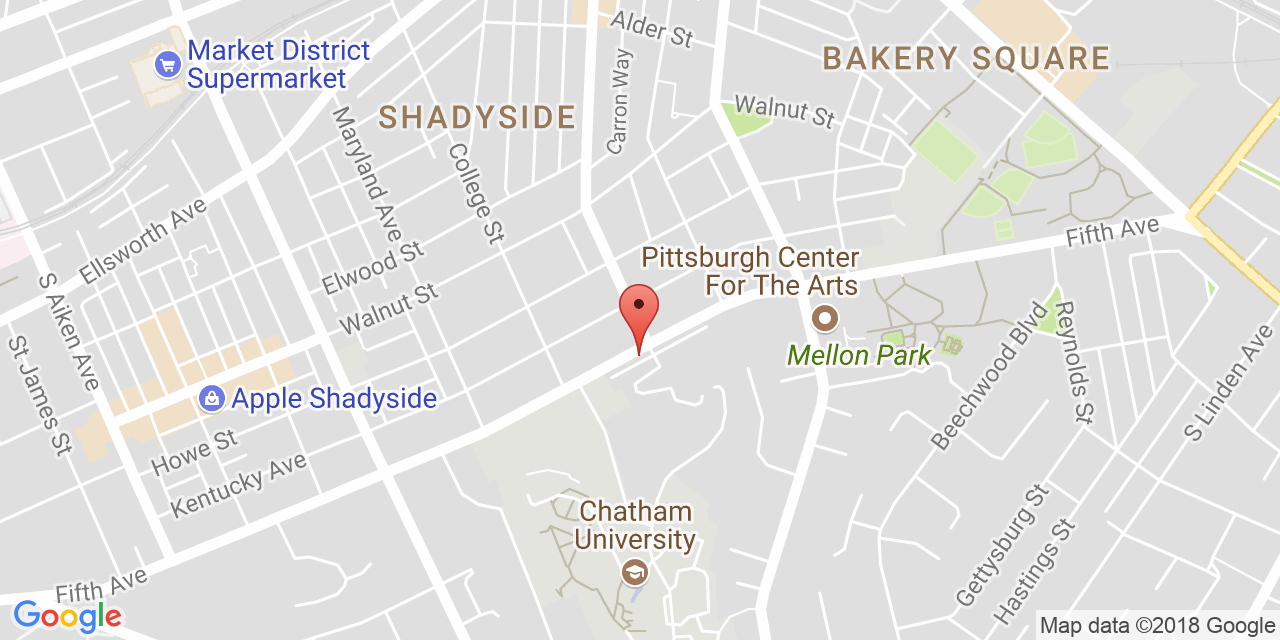 Alder St
Market District
Supermarket
BAKERY SQUARE
Carron Way
Walnut St
SHADYSIDE
Maryland Ave
College St
Ellsworth Ave
Elwood St
Walnut St
Fifth Ave
Pittsburgh Center
For The Arts
S Aiken Ave
St James St
Mellon Park
Beechwood Blvd
Reynolds St
S Linden Ave
Apple Shadyside
Howe St
Kentucky Ave
Chatham
University
Gettysburg St
Hastings St
Fifth Ave
Google
Map data ©2018 Google